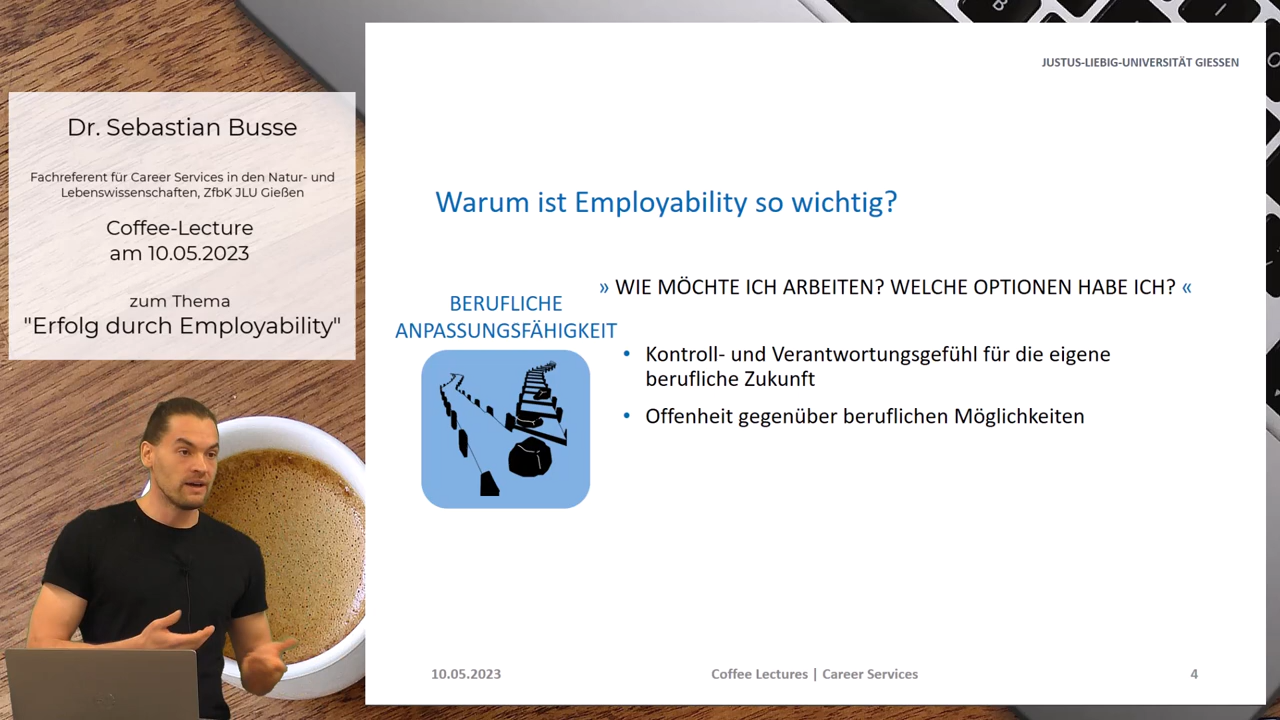 Dr. Sebastian Busse
Fachreferent für Career Services in den Natur- und
Lebenswissenschaften, ZfbK JLU Gießen
Coffee-Lecture
am 10.05.2023
zum Thema
"Erfolg durch Employability"
JUSTUS-LIEBIG-UNIVERSITÄT GIESSEN
Warum ist Employability so wichtig?
BERUFLICHE
ANPASSUNGSFÄHIGKEIT
» WIE MÖCHTE ICH ARBEITEN? WELCHE OPTIONEN HABE ICH? «
• Kontroll- und Verantwortungsgefühl für die eigene
berufliche Zukunft
• Offenheit gegenüber beruflichen Möglichkeiten
10.05.2023
Coffee Lectures | Career Services
4